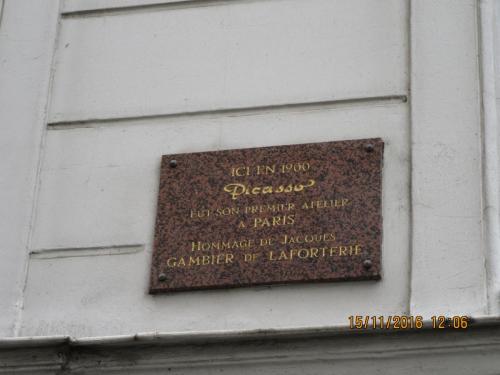 ICI EN 1900
Picasso
EUT SON PREMIER ATELIER
A PARIS
HOMMAGE DE JACQUES
GAMBIER DE LAFORTERIE
15/11/2016 12:06